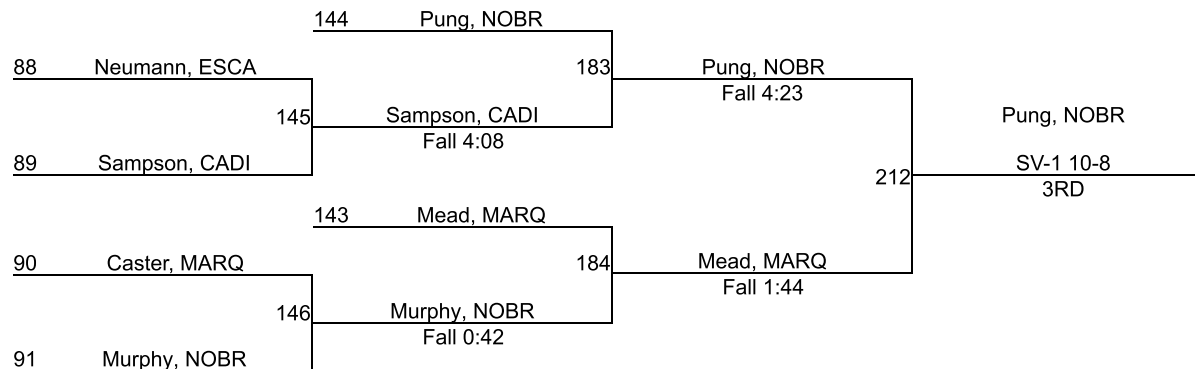 144 Pung, NOBR
88 Neumann, ESCA
183 Pung, NOBR
Fall 4:23
145 Sampson, CADI
Fall 4:08
Pung, NOBR
89 Sampson, CADI
212 SV-1 10-8
3RD
143 Mead, MARQ
90 Caster, MARQ
184 Mead, MARQ
Fall 1:44
146 Murphy, NOBR
Fall 0:42
91 Murphy, NOBR